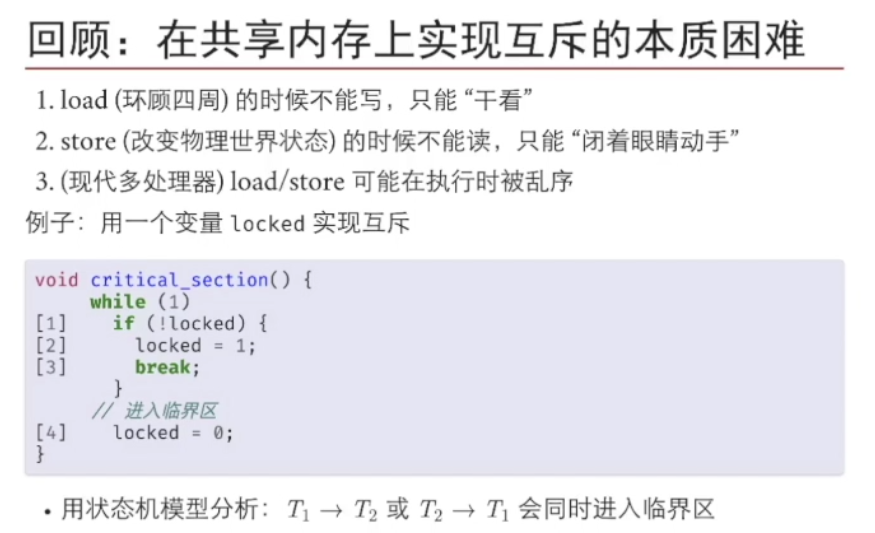 回顾：在共享内存上实现互斥的本质困难
1. load (环顾四周) 的时候不能写，只能 “干看”
2. store (改变物理世界状态) 的时候不能读，只能 “闭着眼睛动手”
3. (现代多处理器) load/store 可能在执行时被乱序
例子：用一个变量 locked 实现互斥
void critical_section() {
while (1)
[1] if (!locked) {
[2] locked = 1;
[3] break;
}
// 进入临界区
[4] locked = 0;
}
• 用状态机模型分析：T₁ → T₂ 或 T₂ → T₁ 会同时进入临界区